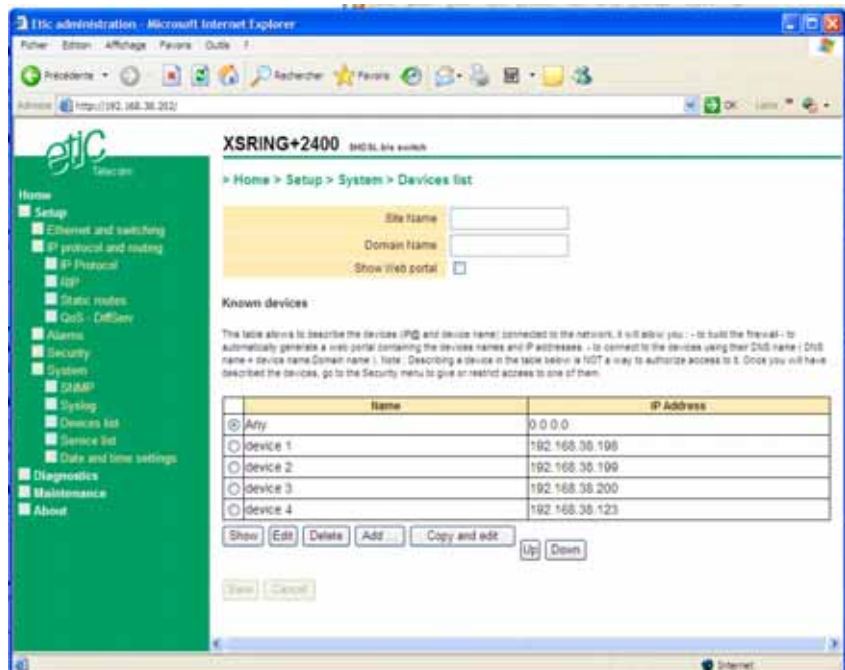 Etic administration - Microsoft Internet Explorer
Fichier Edition Affichage Favoris Outils ?
Précédente Rechercher Favoris
Adresse http://192.168.38.202/ OK Liens
etic
Telecom
XSRING+2400 SHDSL bis switch
> Home > Setup > System > Devices list
Home
Setup
Ethernet and switching
IP protocol and routing
IP Protocol
RIP
Static routes
QoS - DiffServ
Alarms
Security
System
SNMP
Syslog
Devices list
Service list
Date and time settings
Diagnostics
Maintenance
About
Site Name
Domain Name
Show Web portal
Known devices
This table allows to describe the devices (IP@ and device name) connected to the network, it will allow you : - to build the firewall - to
automatically generate a web portal containing the devices names and IP addresses. - to connect to the devices using their DNS name ( DNS
name = device name.Domain name ). Note : Describing a device in the table below is NOT a way to authorize access to it. Once you will have
described the devices, go to the Security menu to give or restrict access to one of them.
Name IP Address
Any 0.0.0.0
device 1 192.168.38.198
device 2 192.168.38.199
device 3 192.168.38.200
device 4 192.168.38.123
Show Edit Delete Add ... Copy and edit Up Down
Save Cancel
Internet